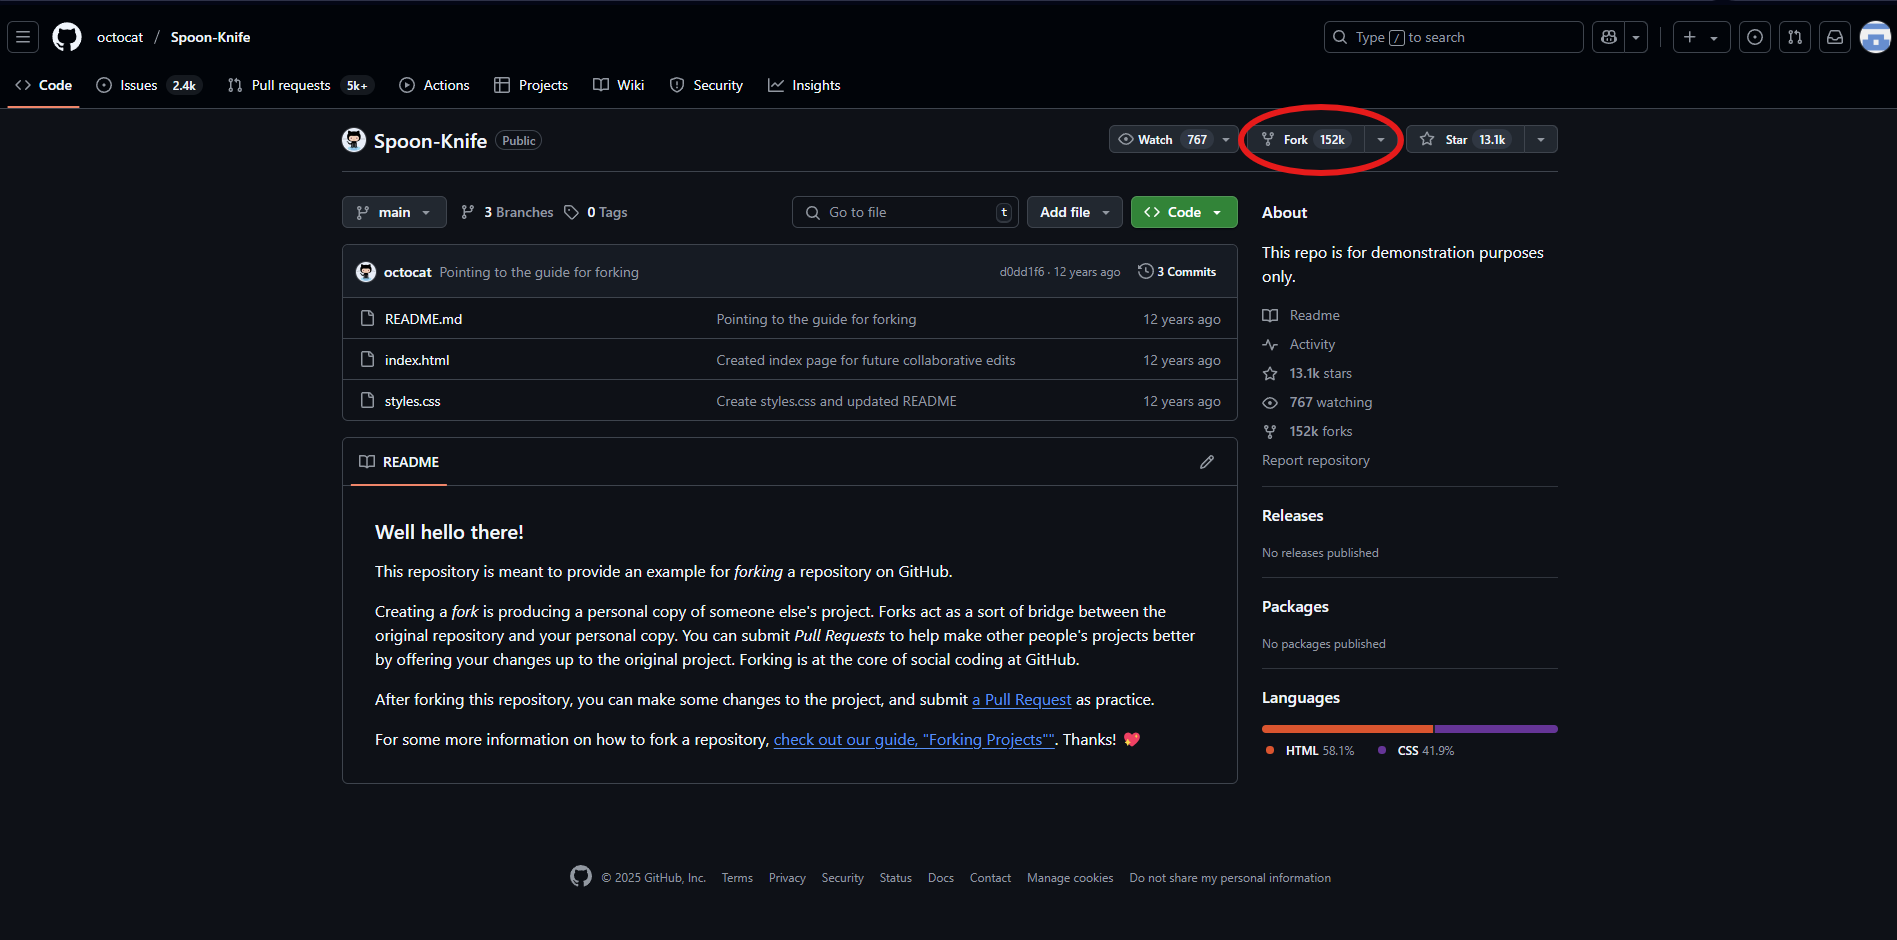 octocat / Spoon-Knife
Type / to search
Code Issues 2.4k Pull requests 5k+ Actions Projects Wiki Security Insights
Spoon-Knife Public
Watch 767 Fork 152k Star 13.1k
main 3 Branches 0 Tags Go to file t Add file Code
octocat Pointing to the guide for forking d0dd1f6 · 12 years ago 3 Commits
README.md Pointing to the guide for forking 12 years ago
index.html Created index page for future collaborative edits 12 years ago
styles.css Create styles.css and updated README 12 years ago
README
Well hello there!
This repository is meant to provide an example for forking a repository on GitHub.
Creating a fork is producing a personal copy of someone else's project. Forks act as a sort of bridge between the
original repository and your personal copy. You can submit Pull Requests to help make other people's projects better
by offering your changes up to the original project. Forking is at the core of social coding at GitHub.
After forking this repository, you can make some changes to the project, and submit a Pull Request as practice.
For some more information on how to fork a repository, check out our guide, "Forking Projects"". Thanks! 💖
About
This repo is for demonstration purposes
only.
Readme
Activity
13.1k stars
767 watching
152k forks
Report repository
Releases
No releases published
Packages
No packages published
Languages
HTML 58.1% CSS 41.9%
© 2025 GitHub, Inc. Terms Privacy Security Status Docs Contact Manage cookies Do not share my personal information